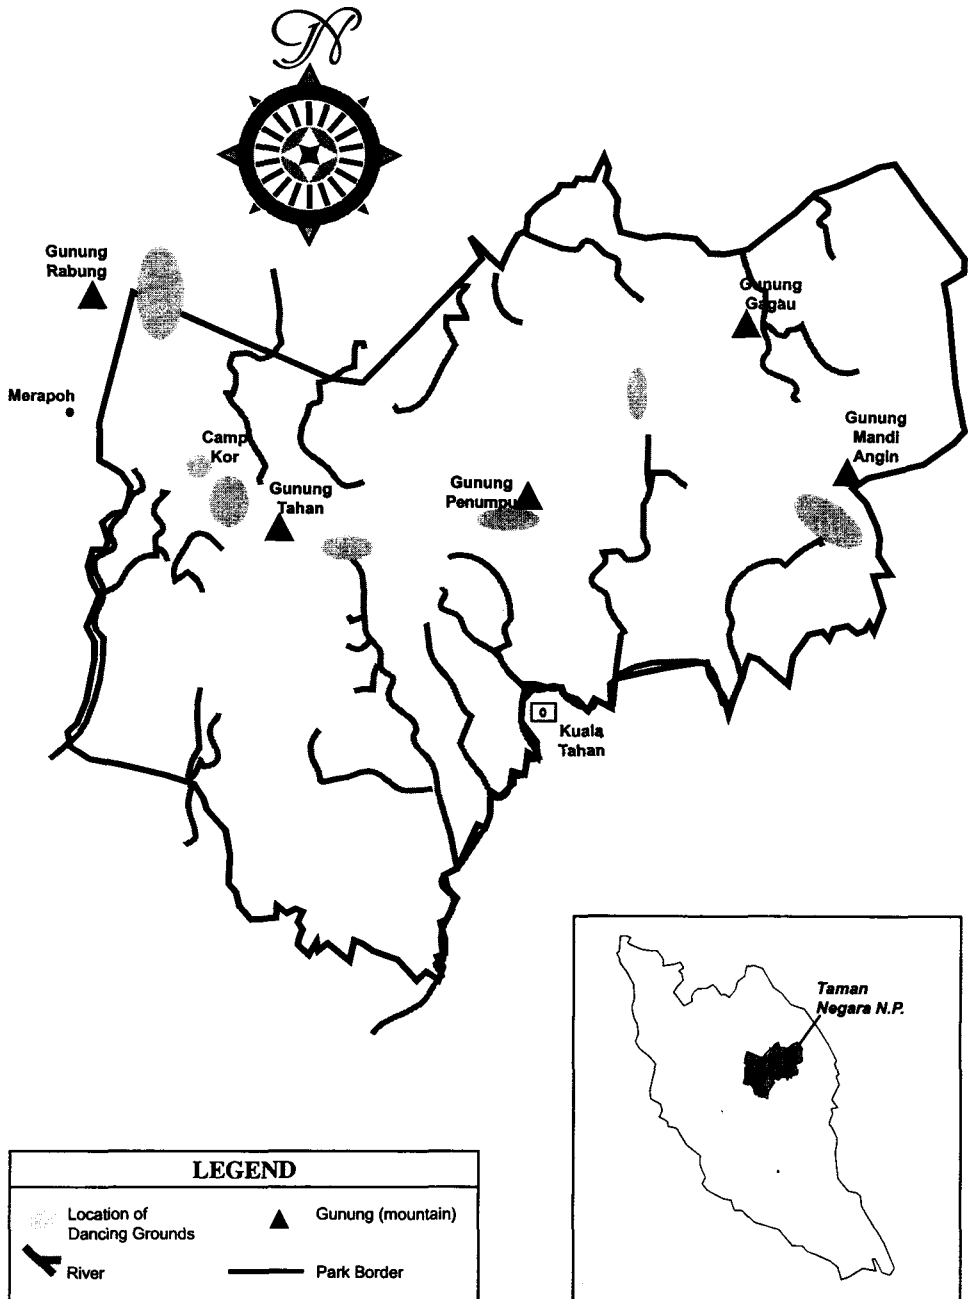 N
Gunung
Rabung
Gunung
Gagau
Merapoh
Camp
Kor
Gunung
Mandi
Angin
Gunung
Tahan
Gunung
Penumpu
Kuala
Tahan
Taman
Negara N.P.
LEGEND
Location of
Dancing Grounds
Gunung (mountain)
River
Park Border